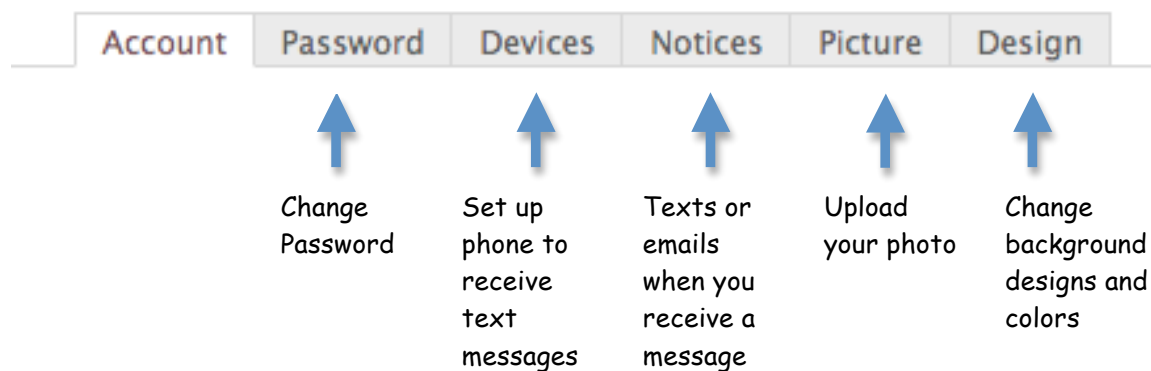 Account Password Devices Notices Picture Design
Change
Password
Set up
phone to
receive
text
messages
Texts or
emails
when you
receive a
message
Upload
your photo
Change
background
designs and
colors